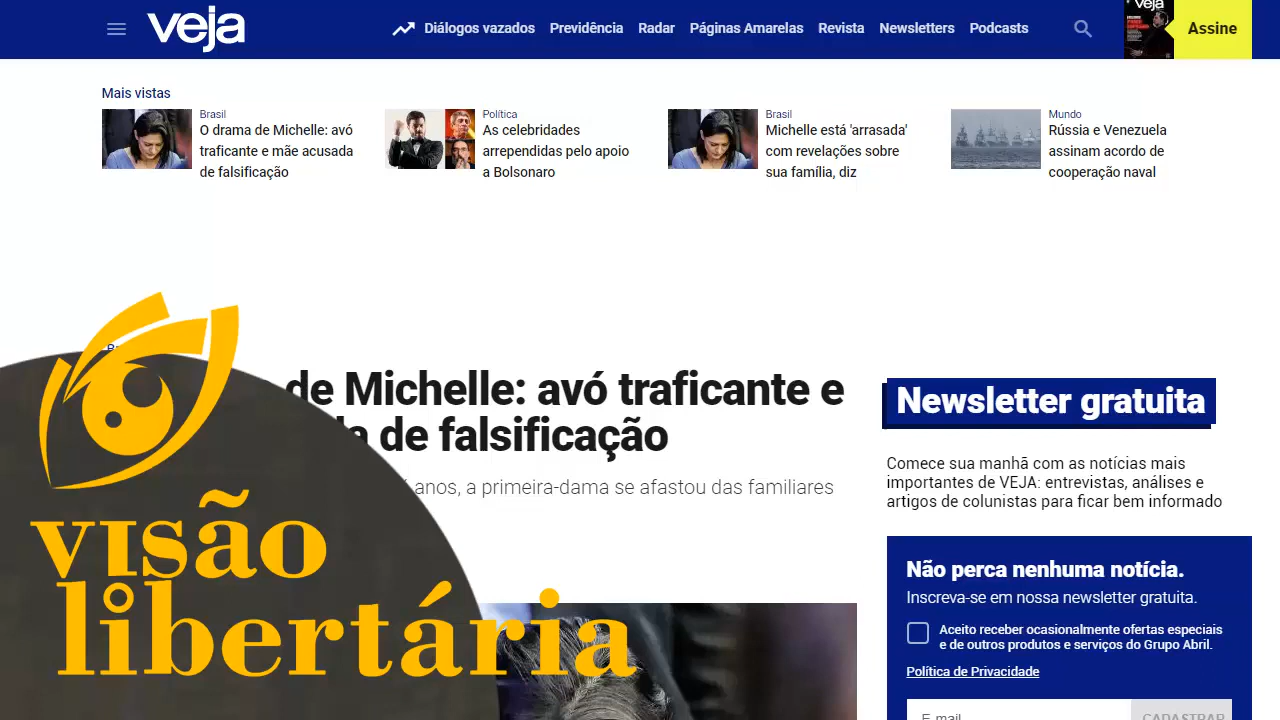 veja
Diálogos vazados Previdência Radar Páginas Amarelas Revista Newsletters Podcasts
veja
Assine
Mais vistas
Brasil
O drama de Michelle: avó
traficante e mãe acusada
de falsificação
Política
As celebridades
arrependidas pelo apoio
a Bolsonaro
Brasil
Michelle está 'arrasada'
com revelações sobre
sua família, diz
Mundo
Rússia e Venezuela
assinam acordo de
cooperação naval
de Michelle: avó traficante e
de falsificação
anos, a primeira-dama se afastou das familiares
Newsletter gratuita
Comece sua manhã com as notícias mais
importantes de VEJA: entrevistas, análises e
artigos de colunistas para ficar bem informado
Não perca nenhuma notícia.
Inscreva-se em nossa newsletter gratuita.
Aceito receber ocasionalmente ofertas especiais
e de outros produtos e serviços do Grupo Abril.
Política de Privacidade
E-mail
CADASTRAR
visão
libertária